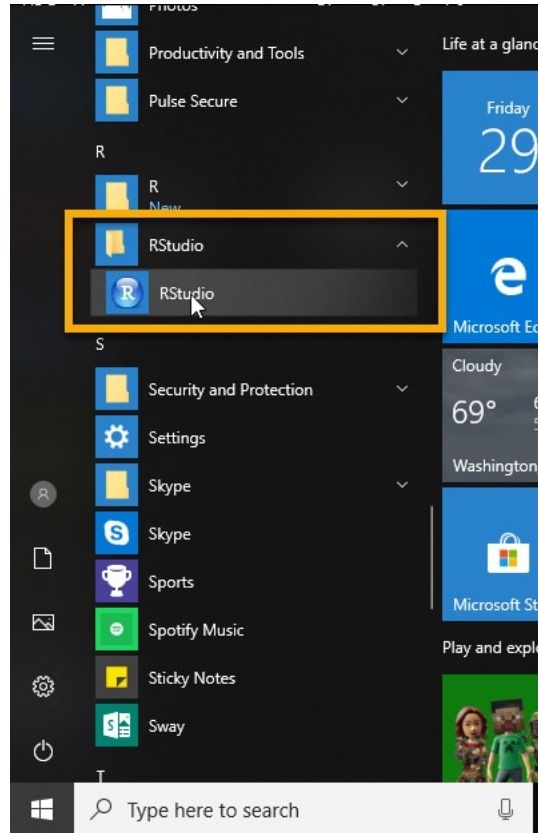 Photos
Productivity and Tools
Pulse Secure
R
R
New
RStudio
R
RStudio
S
Security and Protection
Settings
Skype
S
Skype
Sports
Spotify Music
Sticky Notes
S
Sway
T
Type here to search
Life at a glanc
Friday
29
e
Microsoft Ed
Cloudy
69°
Washington,
Microsoft St
Play and explo